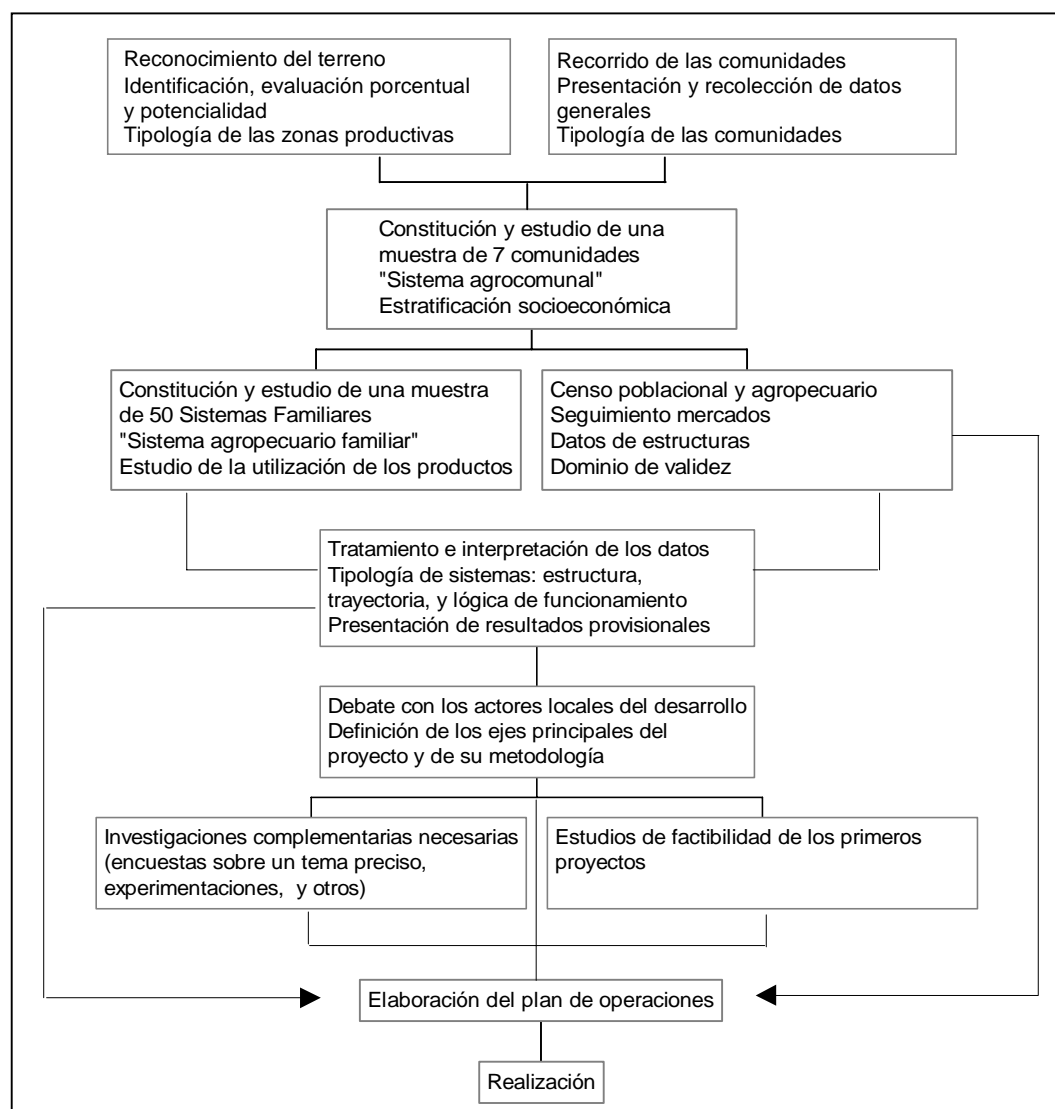 Reconocimiento del terreno
Identificación, evaluación porcentual
y potencialidad
Tipología de las zonas productivas
Recorrido de las comunidades
Presentación y recolección de datos
generales
Tipología de las comunidades
Constitución y estudio de una
muestra de 7 comunidades
"Sistema agrocomunal"
Estratificación socioeconómica
Constitución y estudio de una muestra
de 50 Sistemas Familiares
"Sistema agropecuario familiar"
Estudio de la utilización de los productos
Censo poblacional y agropecuario
Seguimiento mercados
Datos de estructuras
Dominio de validez
Tratamiento e interpretación de los datos
Tipología de sistemas: estructura,
trayectoria, y lógica de funcionamiento
Presentación de resultados provisionales
Debate con los actores locales del desarrollo
Definición de los ejes principales del
proyecto y de su metodología
Investigaciones complementarias necesarias
(encuestas sobre un tema preciso,
experimentaciones, y otros)
Estudios de factibilidad de los primeros
proyectos
Elaboración del plan de operaciones
Realización